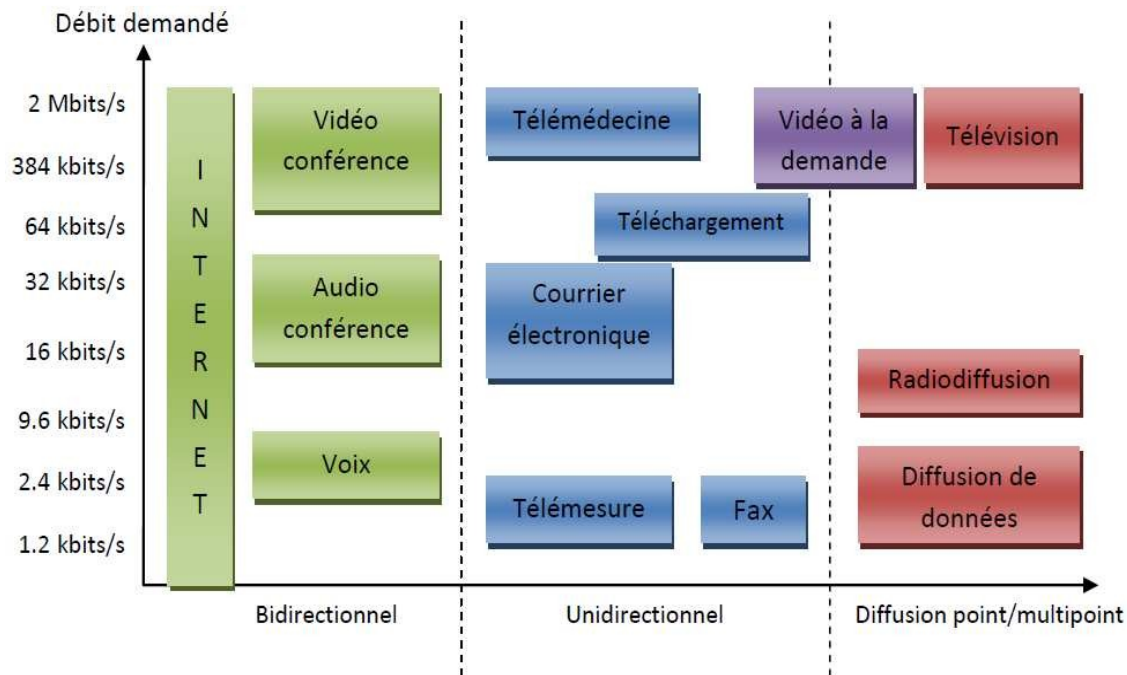 Débit demandé
2 Mbits/s
384 kbits/s
64 kbits/s
32 kbits/s
16 kbits/s
9.6 kbits/s
2.4 kbits/s
1.2 kbits/s
I
N
T
E
R
N
E
T
Vidéo
conférence
Audio
conférence
Voix
Télémédecine
Téléchargement
Courrier
électronique
Télémesure
Fax
Vidéo à la
demande
Télévision
Radiodiffusion
Diffusion de
données
Bidirectionnel
Unidirectionnel
Diffusion point/multipoint